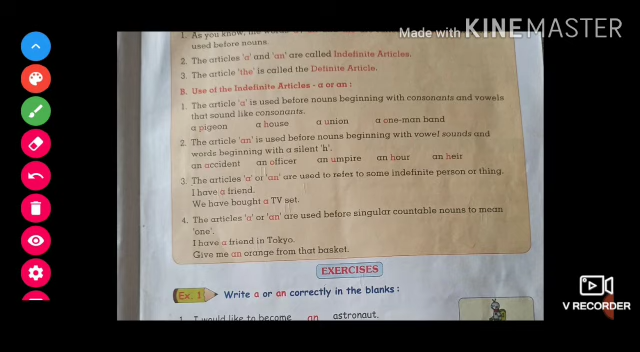 Made with KINEMASTER
1. As you know, the words
used before nouns.
2. The articles 'a' and 'an' are called Indefinite Articles.
3. The article 'the' is called the Definite Article.
B. Use of the Indefinite Articles - a or an :
1. The article 'a' is used before nouns beginning with consonants and vowels
that sound like consonants.
a pigeon a house a union a one-man band
2. The article 'an' is used before nouns beginning with vowel sounds and
words beginning with a silent 'h'.
an accident an officer an umpire an hour an heir
3. The articles 'a' or 'an' are used to refer to some indefinite person or thing.
I have a friend.
We have bought a TV set.
4. The articles 'a' or 'an' are used before singular countable nouns to mean
'one'.
I have a friend in Tokyo.
Give me an orange from that basket.
EXERCISES
Ex. 1 Write a or an correctly in the blanks :
1. I would like to become an astronaut.
V RECORDER